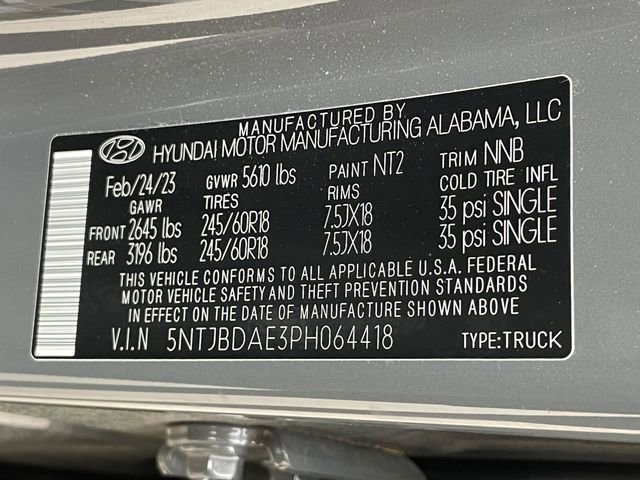 MANUFACTURED BY
HYUNDAI MOTOR MANUFACTURING ALABAMA, LLC
Feb/24/23 GVWR 5610 lbs PAINT NT2 TRIM NNB
GAWR TIRES RIMS COLD TIRE INFL
FRONT 2645 lbs 245/60R18 7.5JX18 35 psi SINGLE
REAR 3196 lbs 245/60R18 7.5JX18 35 psi SINGLE
THIS VEHICLE CONFORMS TO ALL APPLICABLE U.S.A. FEDERAL
MOTOR VEHICLE SAFETY AND THEFT PREVENTION STANDARDS
IN EFFECT ON THE DATE OF MANUFACTURE SHOWN ABOVE
V.I.N 5NTJBDAE3PH064418 TYPE:TRUCK